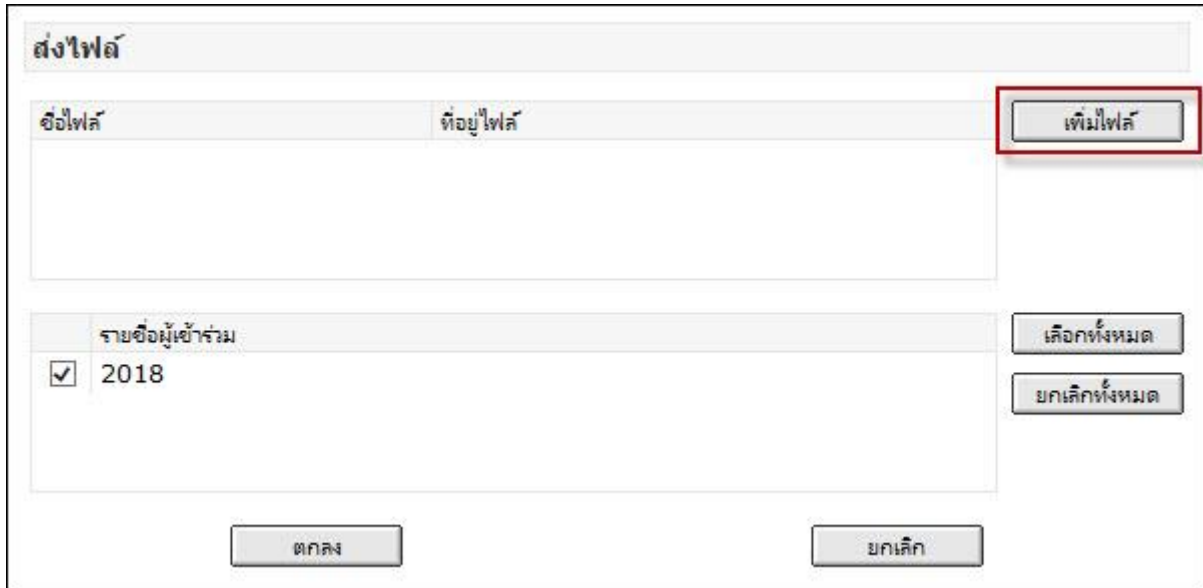 ส่งไฟล์
ชื่อไฟล์ ที่อยู่ไฟล์ เพิ่มไฟล์
รายชื่อผู้เข้าร่วม เลือกทั้งหมด
2018
ยกเลิกทั้งหมด
ตกลง ยกเลิก